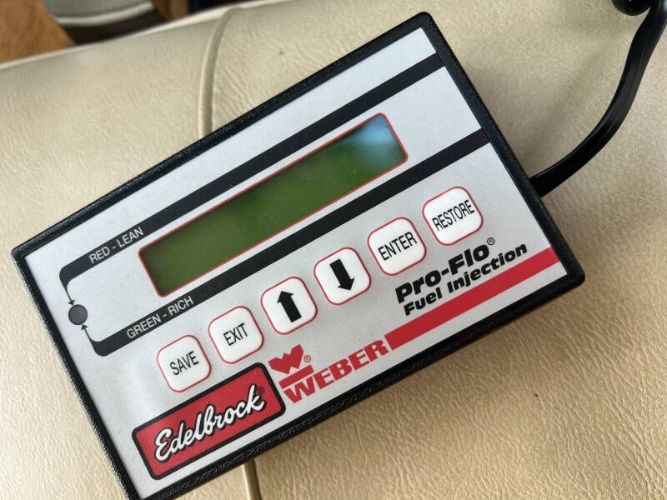 RED - LEAN
GREEN - RICH
SAVE
EXIT
ENTER
RESTORE
Pro-Flo®
Fuel Injection
Edelbrock®
W®
WEBER